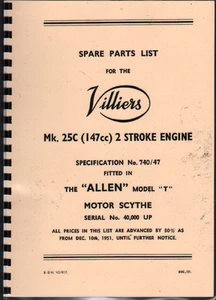 SPARE PARTS LIST
FOR THE
Villiers
Mk. 25C (147cc) 2 STROKE ENGINE
SPECIFICATION No. 740/47
FITTED IN
THE "ALLEN" MODEL "T"
MOTOR SCYTHE
SERIAL No. 40,000 UP
ALL PRICES IN THIS LIST ARE ADVANCED BY 30% AS
FROM DEC. 10th, 1951, UNTIL FURTHER NOTICE.